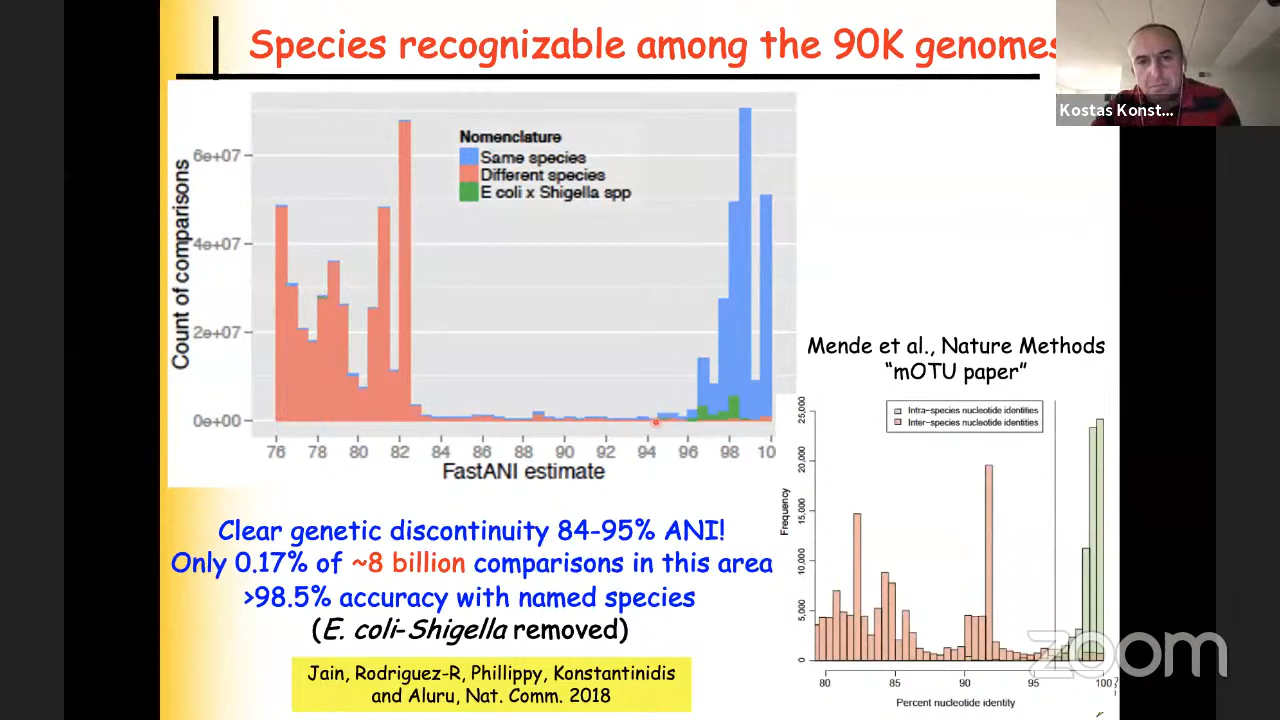 Species recognizable among the 90K genomes
Kostas Konst...
Nomenclature
Same species
Different species
E coli x Shigella spp
Count of comparisons
6e+07
4e+07
2e+07
0e+00
76 78 80 82 84 86 88 90 92 94 96 98 10
FastANI estimate
Mende et al., Nature Methods
“mOTU paper”
Intra-species nucleotide identities
Inter-species nucleotide identities
Frequency
25,000
20,000
15,000
10,000
5,000
0
80 85 90 95 100
Percent nucleotide identity
Clear genetic discontinuity 84-95% ANI!
Only 0.17% of ~8 billion comparisons in this area
>98.5% accuracy with named species
(E. coli-Shigella removed)
Jain, Rodriguez-R, Phillippy, Konstantinidis
and Aluru, Nat. Comm. 2018
zoom